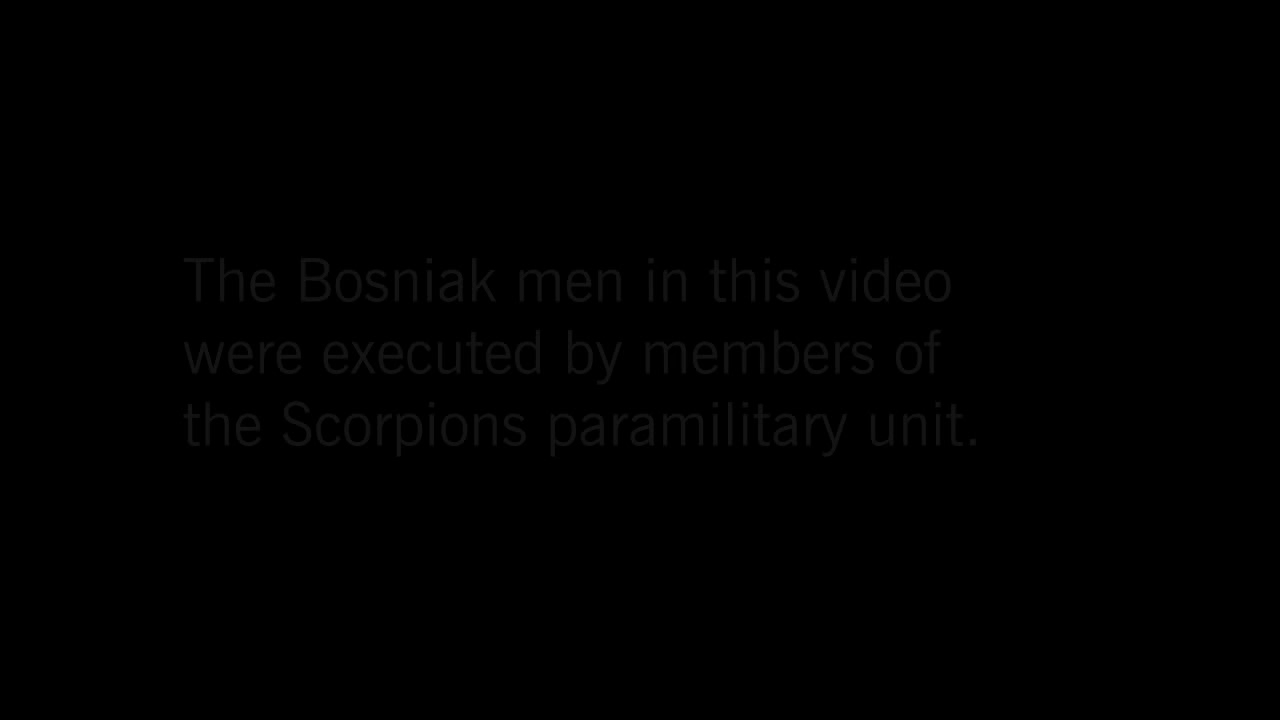 The Bosniak men in this video
were executed by members of
the Scorpions paramilitary unit.